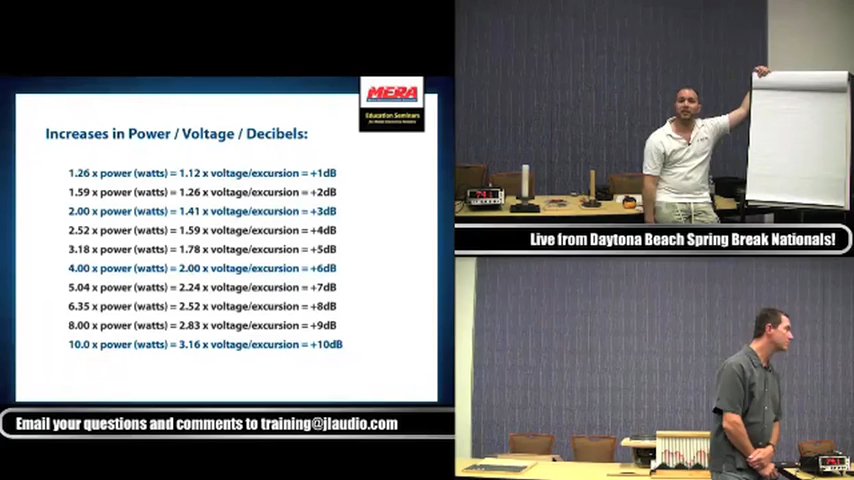 MERA
Education Seminars
Increases in Power / Voltage / Decibels:
1.26 x power (watts) = 1.12 x voltage/excursion = +1dB
1.59 x power (watts) = 1.26 x voltage/excursion = +2dB
2.00 x power (watts) = 1.41 x voltage/excursion = +3dB
2.52 x power (watts) = 1.59 x voltage/excursion = +4dB
3.18 x power (watts) = 1.78 x voltage/excursion = +5dB
4.00 x power (watts) = 2.00 x voltage/excursion = +6dB
5.04 x power (watts) = 2.24 x voltage/excursion = +7dB
6.35 x power (watts) = 2.52 x voltage/excursion = +8dB
8.00 x power (watts) = 2.83 x voltage/excursion = +9dB
10.0 x power (watts) = 3.16 x voltage/excursion = +10dB
Email your questions and comments to training@jlaudio.com
Live from Daytona Beach Spring Break Nationals!